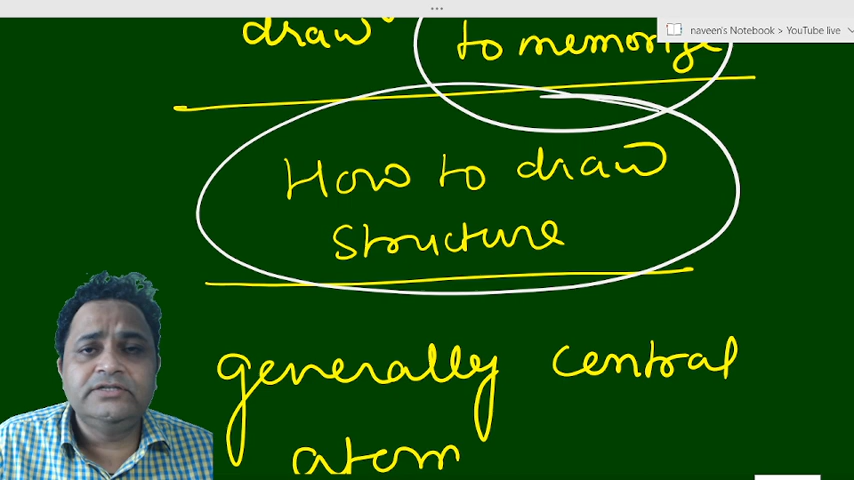 naveen's Notebook > YouTube live
draw
to memorize
How to draw
structure
generally central
atom